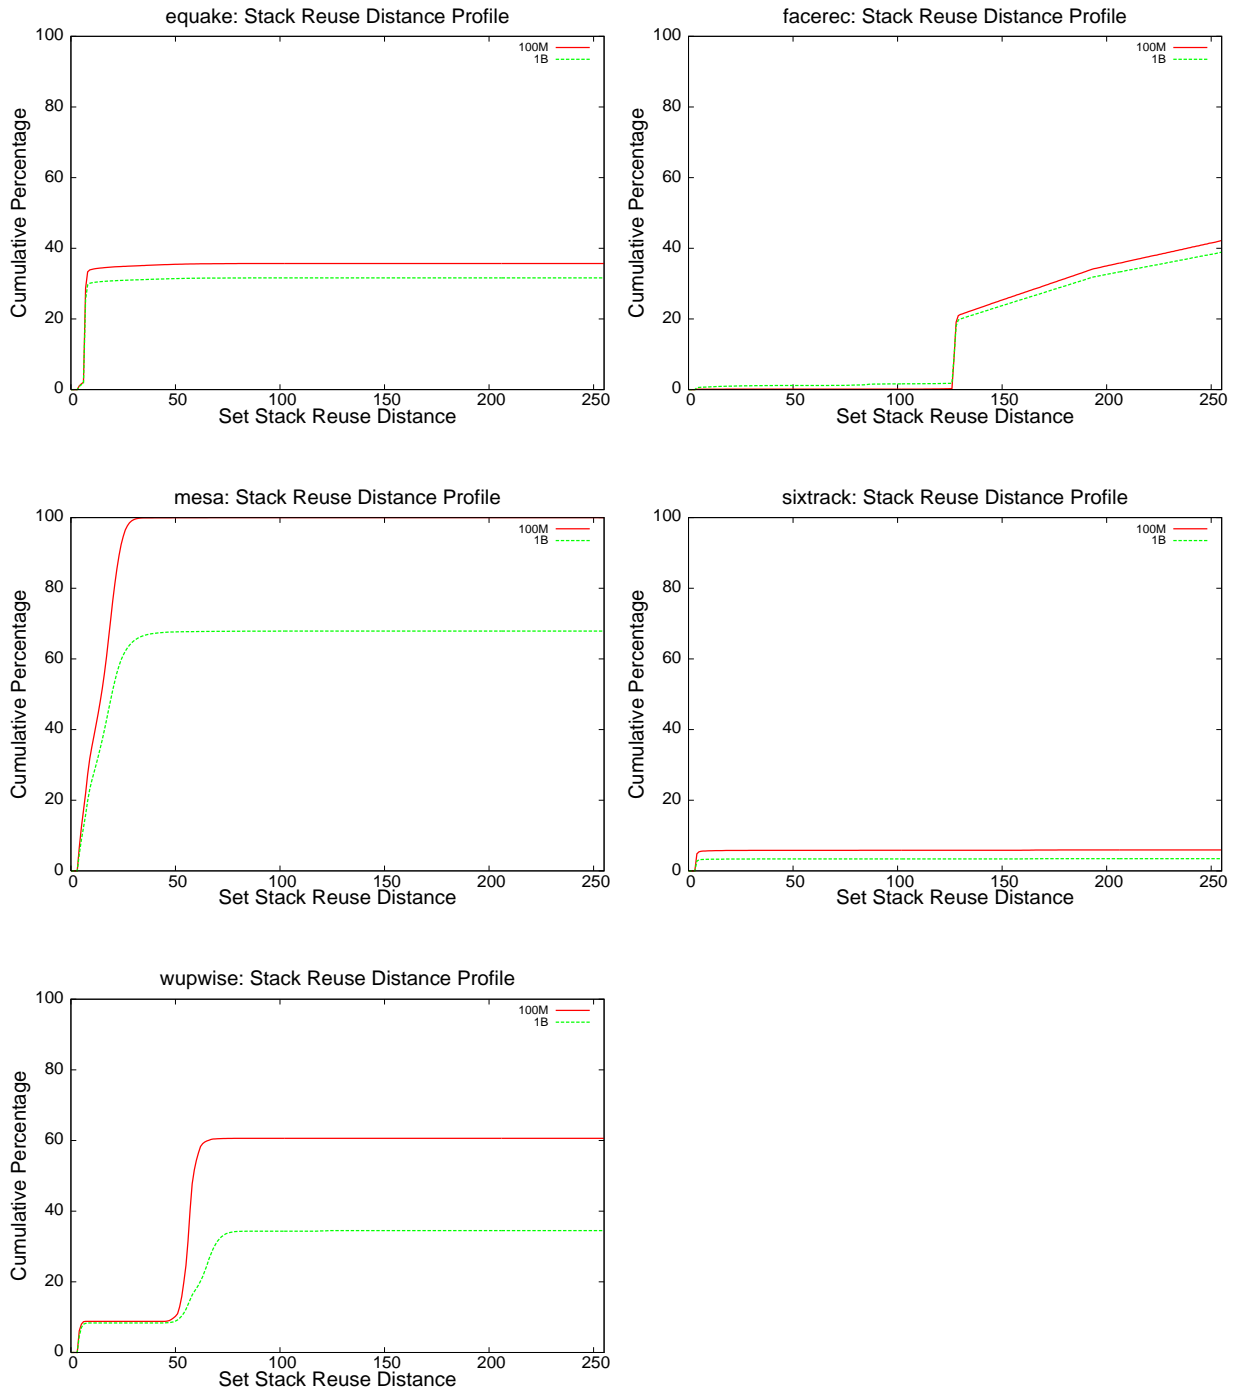 equake: Stack Reuse Distance Profile
100
80
60
40
20
0
Cumulative Percentage
100M
1B
0 50 100 150 200 250
Set Stack Reuse Distance
facerec: Stack Reuse Distance Profile
100
80
60
40
20
0
Cumulative Percentage
100M
1B
0 50 100 150 200 250
Set Stack Reuse Distance
mesa: Stack Reuse Distance Profile
100
80
60
40
20
0
Cumulative Percentage
100M
1B
0 50 100 150 200 250
Set Stack Reuse Distance
sixtrack: Stack Reuse Distance Profile
100
80
60
40
20
0
Cumulative Percentage
100M
1B
0 50 100 150 200 250
Set Stack Reuse Distance
wupwise: Stack Reuse Distance Profile
100
80
60
40
20
0
Cumulative Percentage
100M
1B
0 50 100 150 200 250
Set Stack Reuse Distance